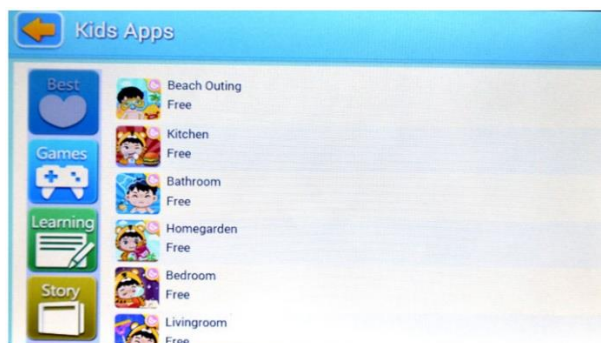 Kids Apps
Best
Games
Learning
Story
Beach Outing
Free
Kitchen
Free
Bathroom
Free
Homegarden
Free
Bedroom
Free
Livingroom
Free